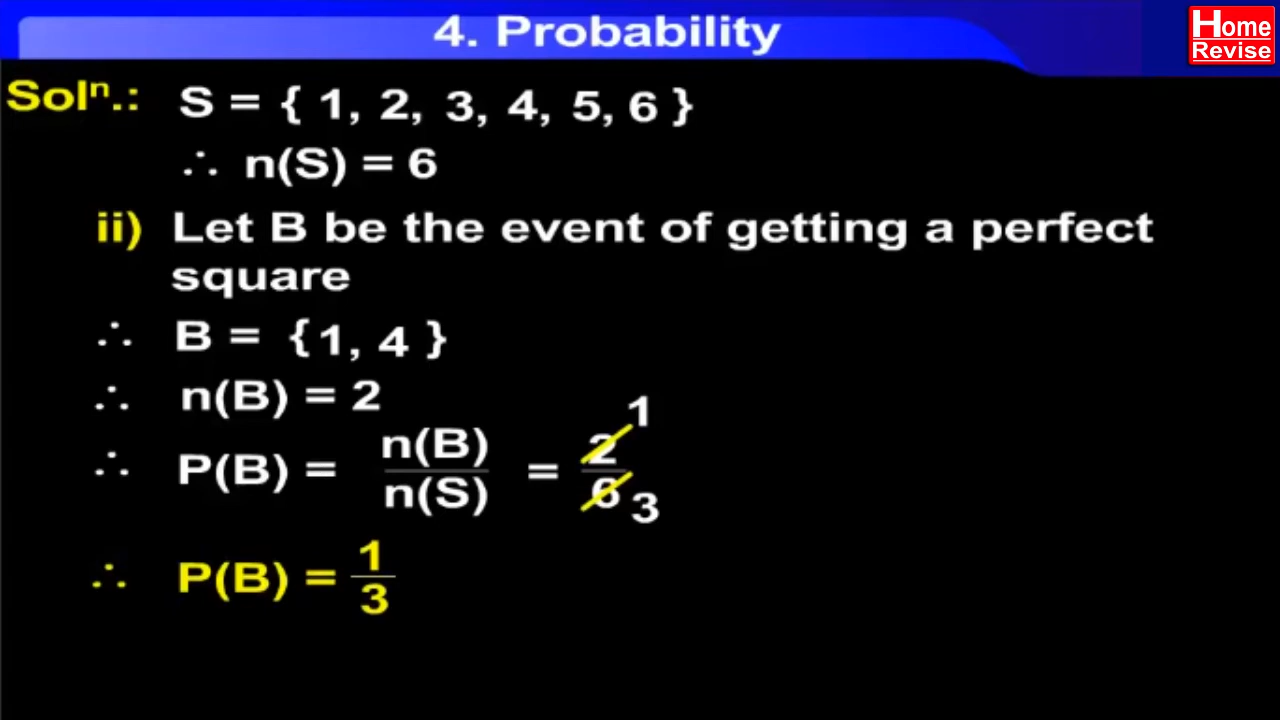 4. Probability
Home
Revise
Solⁿ.: S = { 1, 2, 3, 4, 5, 6 }
∴ n(S) = 6
ii) Let B be the event of getting a perfect
square
∴ B = { 1, 4 }
∴ n(B) = 2
∴ P(B) = n(B)/n(S) = 2/6 1 3
∴ P(B) = 1/3